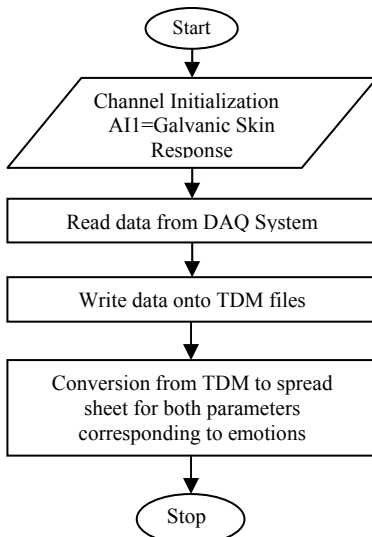 Start
Channel Initialization
AI1=Galvanic Skin
Response
Read data from DAQ System
Write data onto TDM files
Conversion from TDM to spread
sheet for both parameters
corresponding to emotions
Stop